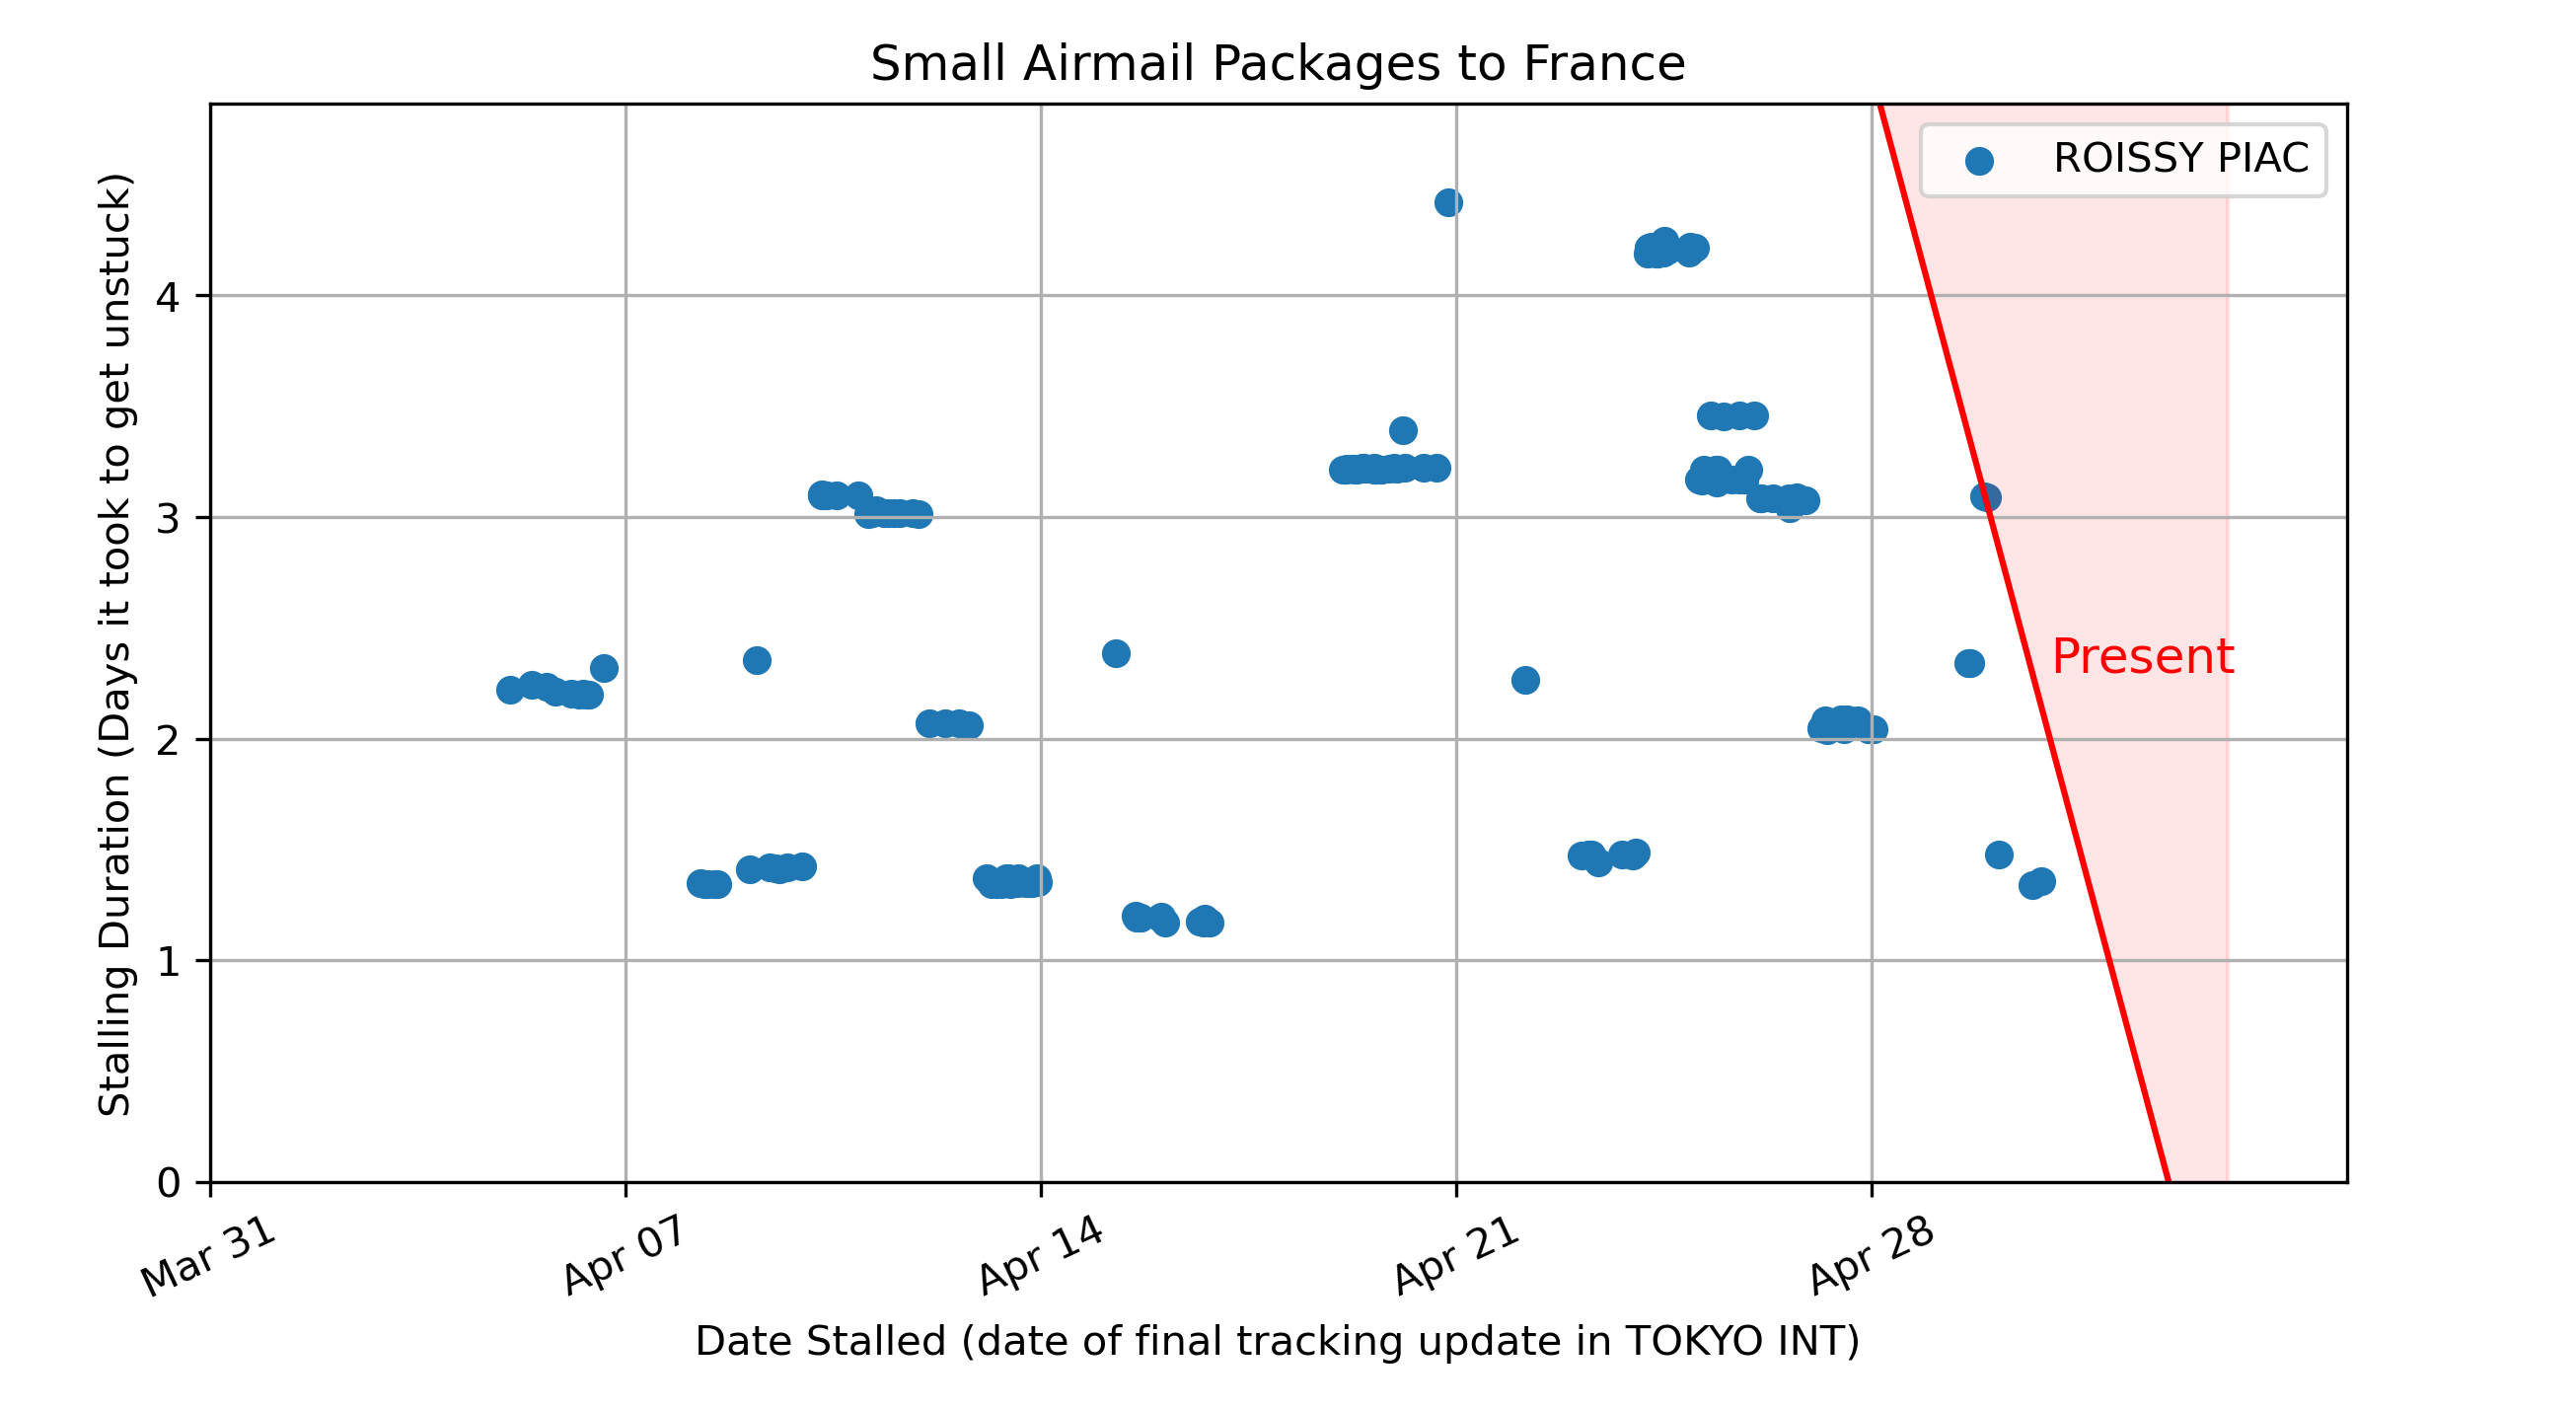 Small Airmail Packages to France
ROISSY PIAC
Stalling Duration (Days it took to get unstuck)
4
3
2
1
0
Present
Mar 31
Apr 07
Apr 14
Apr 21
Apr 28
Date Stalled (date of final tracking update in TOKYO INT)